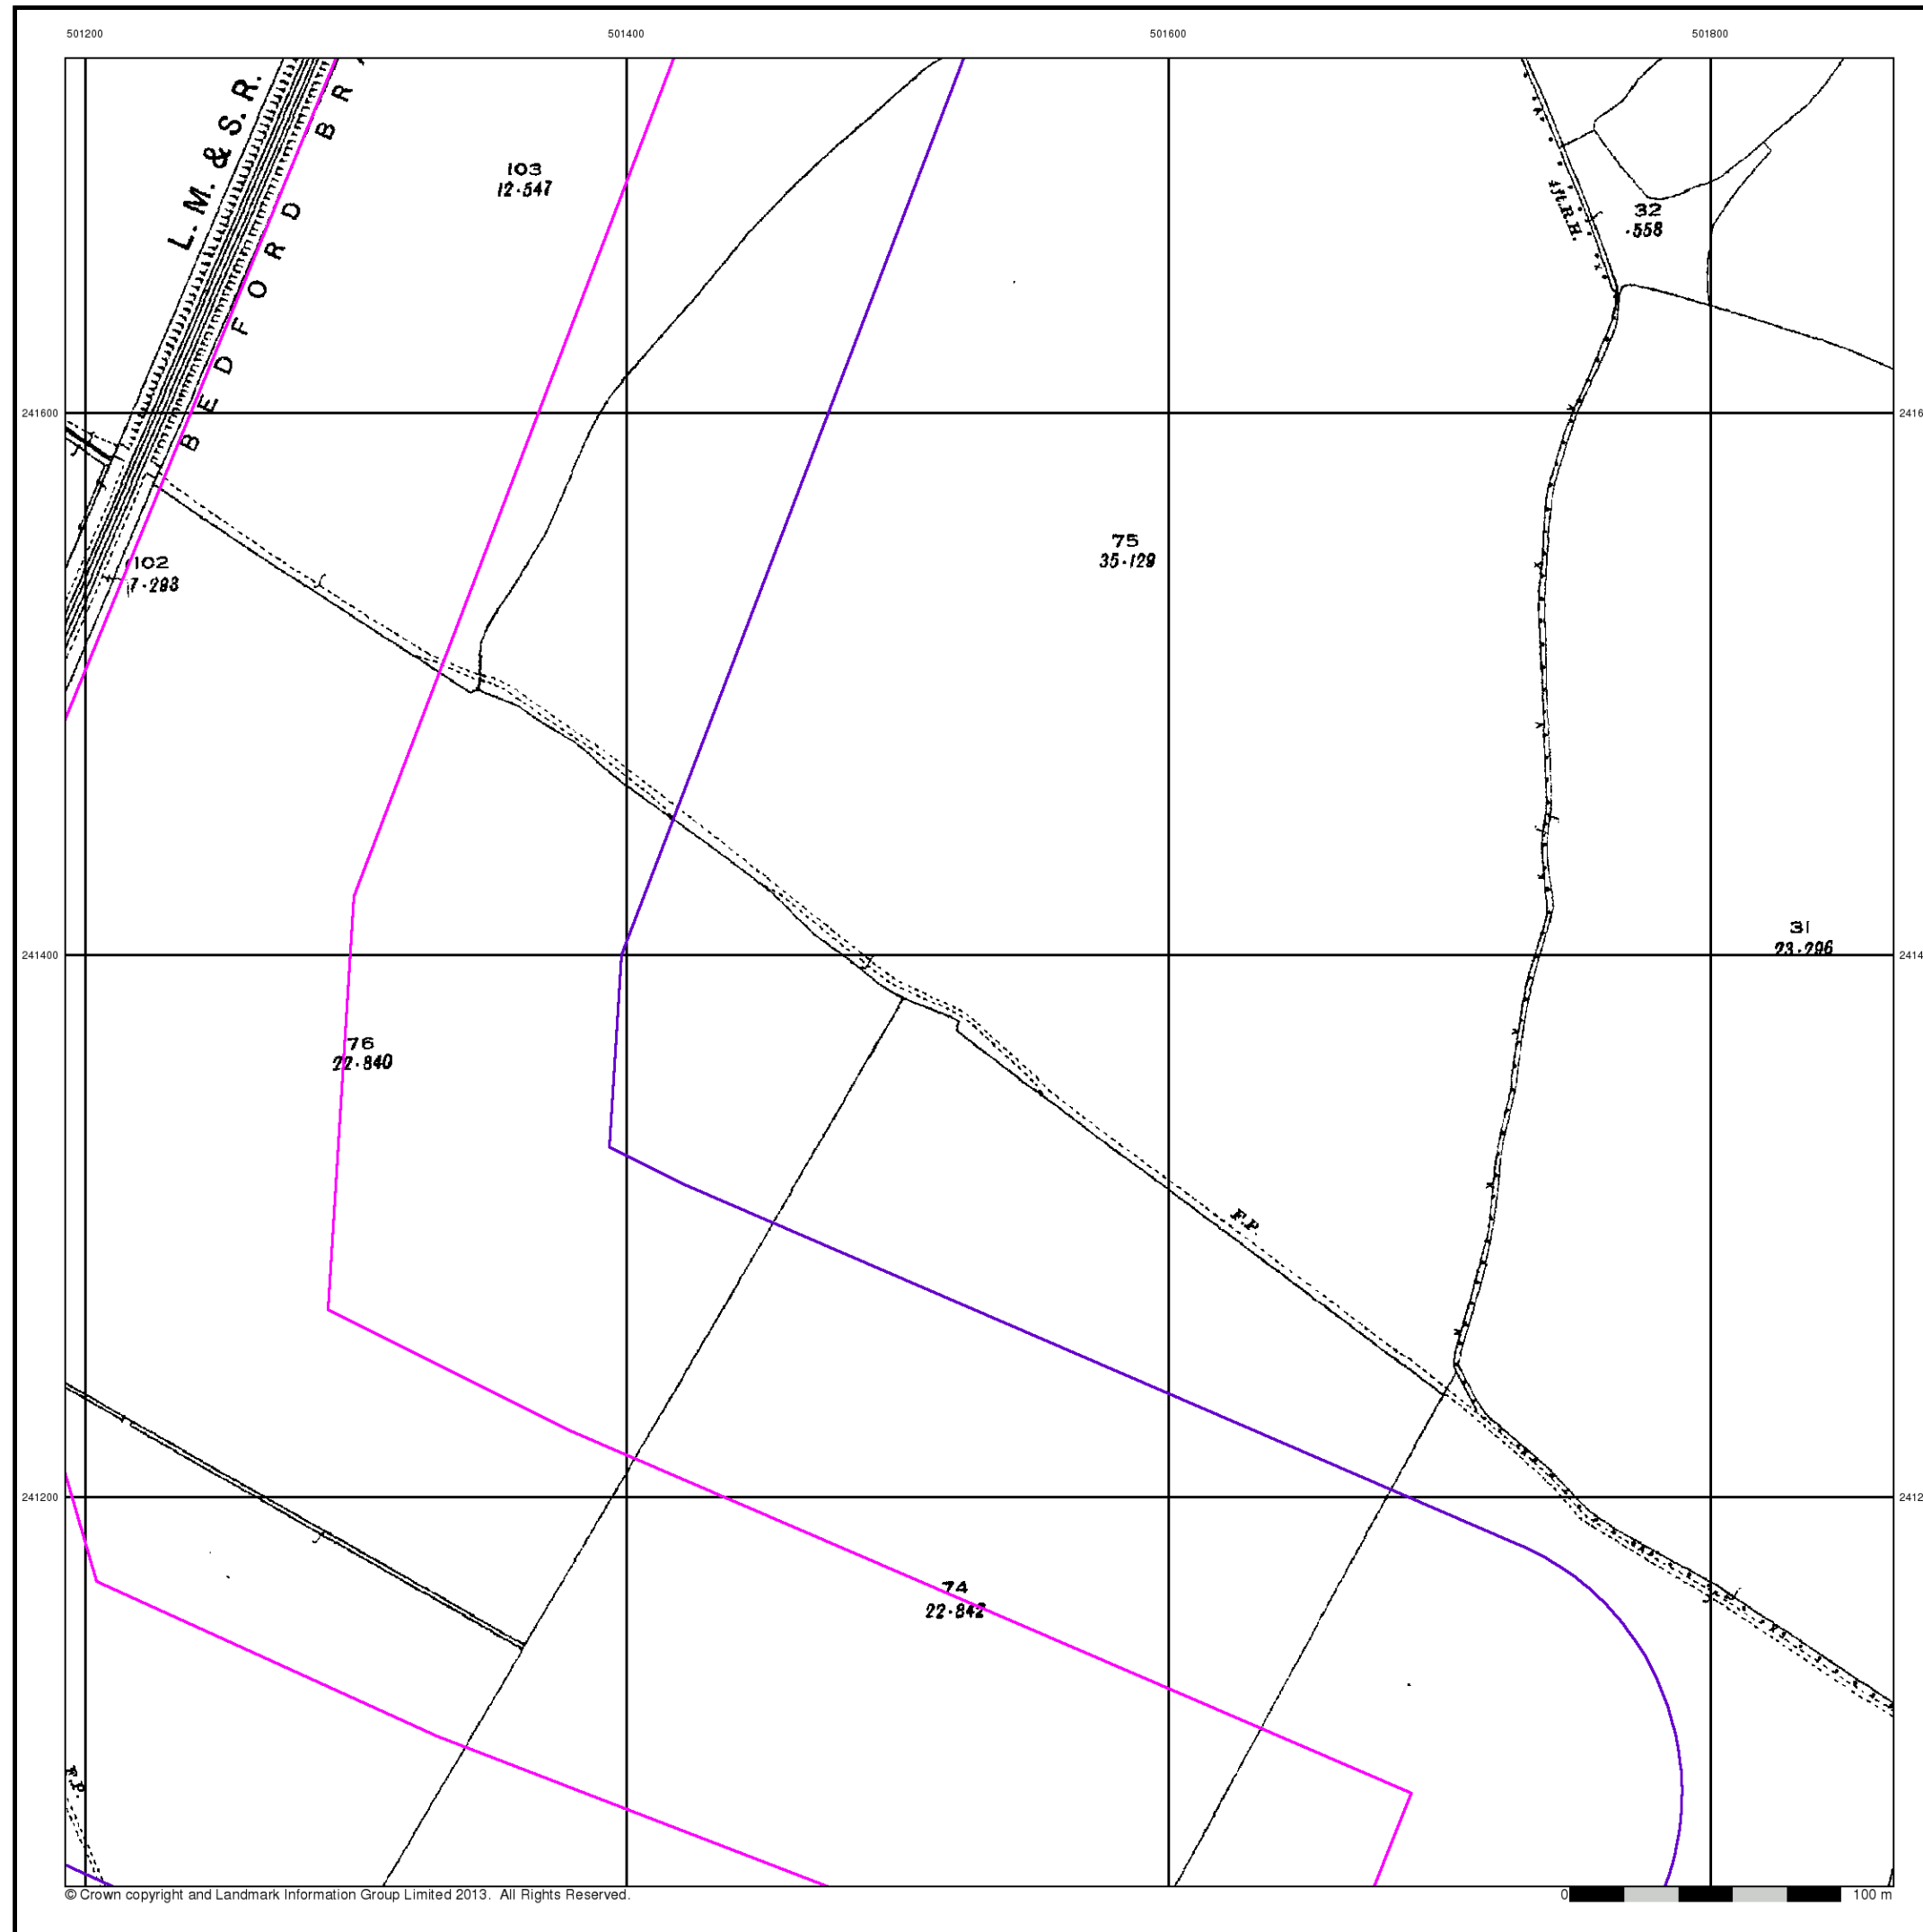 501200 501400 501600 501800
L. M. & S. R.
BEDFORD BR
103
12·547
4ft.R.H.
32
·558
241600
75
35·129
102
7·293
31
23·296
241400
76
22·840
F.P.
241200
74
22·842
F.P.
© Crown copyright and Landmark Information Group Limited 2013. All Rights Reserved.
0 100 m